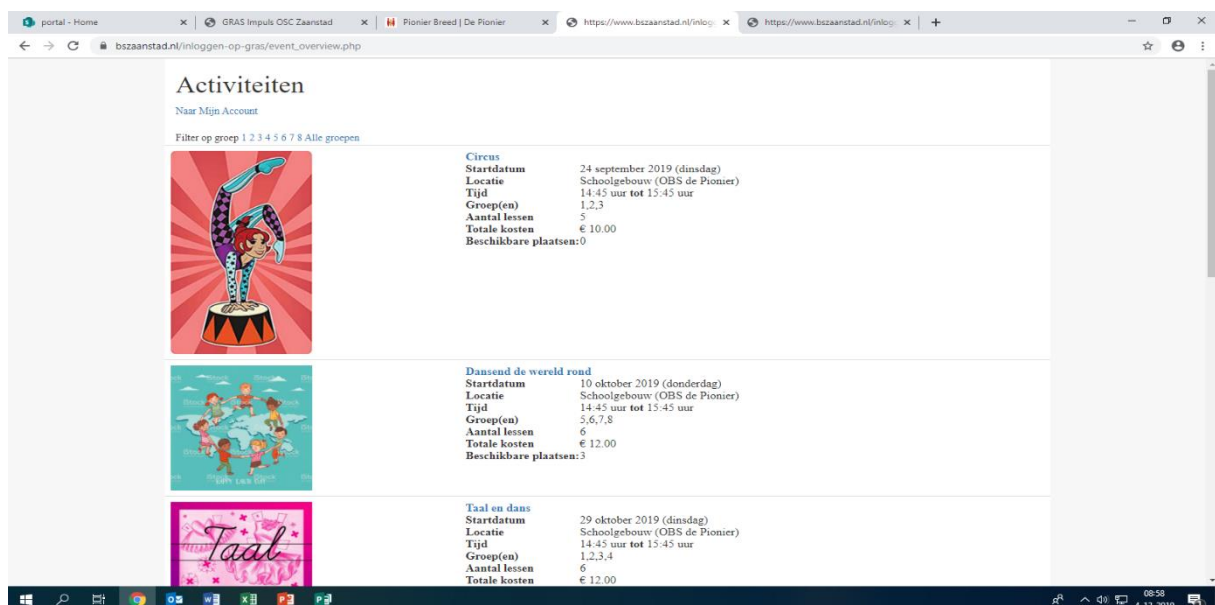 portal - Home
GRAS Impuls OSC Zaanstad
Pionier Breed | De Pionier
https://www.bszaanstad.nl/inlog
https://www.bszaanstad.nl/inlog
bszaanstad.nl/inloggen-op-gras/event_overview.php
Activiteiten
Naar Mijn Account
Filter op groep 1 2 3 4 5 6 7 8 Alle groepen
Circus
Startdatum 24 september 2019 (dinsdag)
Locatie Schoolgebouw (OBS de Pionier)
Tijd 14:45 uur tot 15:45 uur
Groep(en) 1,2,3
Aantal lessen 5
Totale kosten € 10.00
Beschikbare plaatsen:0
Dansend de wereld rond
Startdatum 10 oktober 2019 (donderdag)
Locatie Schoolgebouw (OBS de Pionier)
Tijd 14:45 uur tot 15:45 uur
Groep(en) 5,6,7,8
Aantal lessen 6
Totale kosten € 12.00
Beschikbare plaatsen:3
Taal
Taal en dans
Startdatum 29 oktober 2019 (dinsdag)
Locatie Schoolgebouw (OBS de Pionier)
Tijd 14:45 uur tot 15:45 uur
Groep(en) 1,2,3,4
Aantal lessen 6
Totale kosten € 12.00
08:58